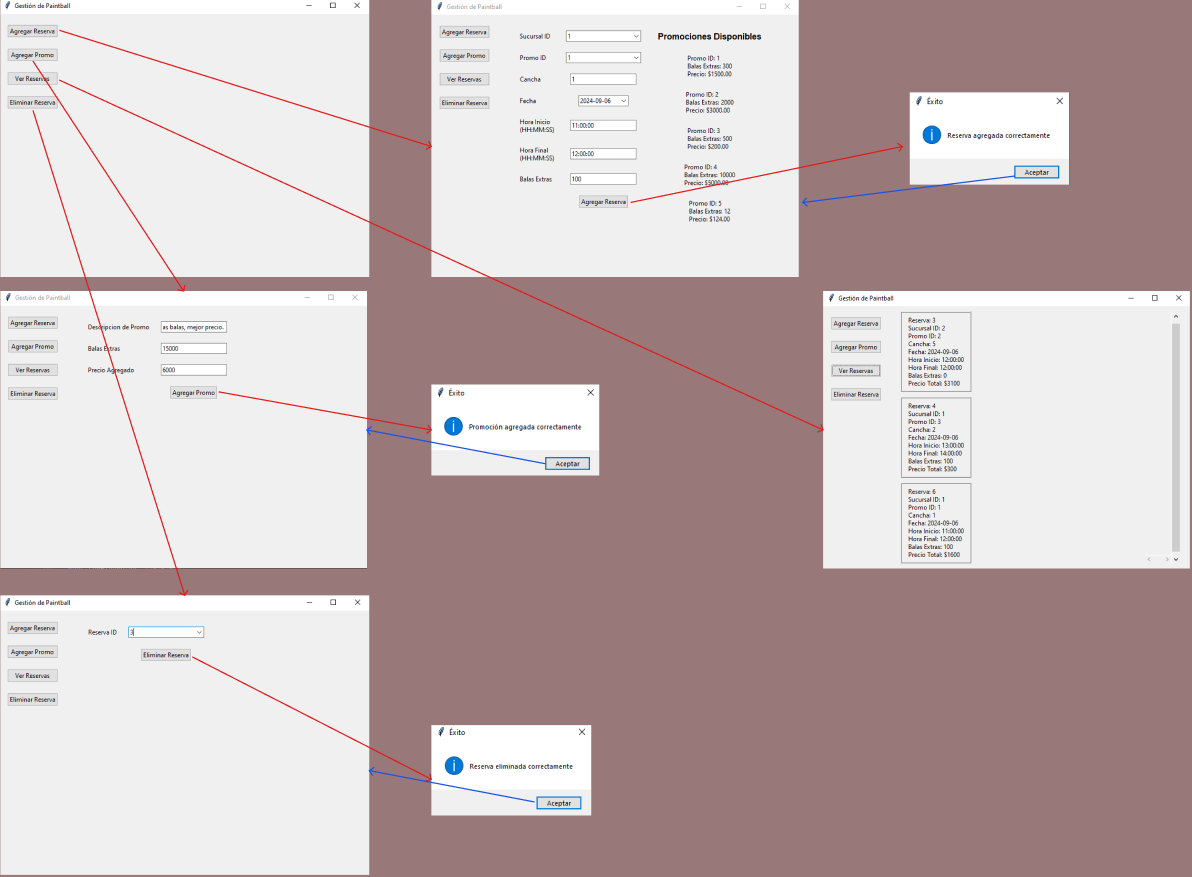 Gestión de Paintball
Agregar Reserva
Agregar Promo
Ver Reservas
Eliminar Reserva
Gestión de Paintball
Agregar Reserva
Agregar Promo
Ver Reservas
Eliminar Reserva
Sucursal ID
1
Promo ID
1
Cancha
1
Fecha
2024-09-06
Hora Inicio
(HH:MM:SS)
11:00:00
Hora Final
(HH:MM:SS)
12:00:00
Balas Extras
100
Agregar Reserva
Promociones Disponibles
Promo ID: 1
Balas Extras: 300
Precio: $1500.00
Promo ID: 2
Balas Extras: 2000
Precio: $3000.00
Promo ID: 3
Balas Extras: 500
Precio: $200.00
Promo ID: 4
Balas Extras: 10000
Precio: $5000.00
Promo ID: 5
Balas Extras: 12
Precio: $124.00
Éxito
Reserva agregada correctamente
Aceptar
Gestión de Paintball
Agregar Reserva
Agregar Promo
Ver Reservas
Eliminar Reserva
Descripcion de Promo
as balas, mejor precio.
Balas Extras
15000
Precio Agregado
6000
Agregar Promo
Éxito
Promoción agregada correctamente
Aceptar
Gestión de Paintball
Agregar Reserva
Agregar Promo
Ver Reservas
Eliminar Reserva
Reserva: 3
Sucursal ID: 2
Promo ID: 2
Cancha: 5
Fecha: 2024-09-06
Hora Inicio: 12:00:00
Hora Final: 12:00:00
Balas Extras: 0
Precio Total: $3100
Reserva: 4
Sucursal ID: 1
Promo ID: 3
Cancha: 2
Fecha: 2024-09-06
Hora Inicio: 13:00:00
Hora Final: 14:00:00
Balas Extras: 100
Precio Total: $300
Reserva: 6
Sucursal ID: 1
Promo ID: 1
Cancha: 1
Fecha: 2024-09-06
Hora Inicio: 11:00:00
Hora Final: 12:00:00
Balas Extras: 100
Precio Total: $1600
Gestión de Paintball
Agregar Reserva
Agregar Promo
Ver Reservas
Eliminar Reserva
Reserva ID
3
Eliminar Reserva
Éxito
Reserva eliminada correctamente
Aceptar